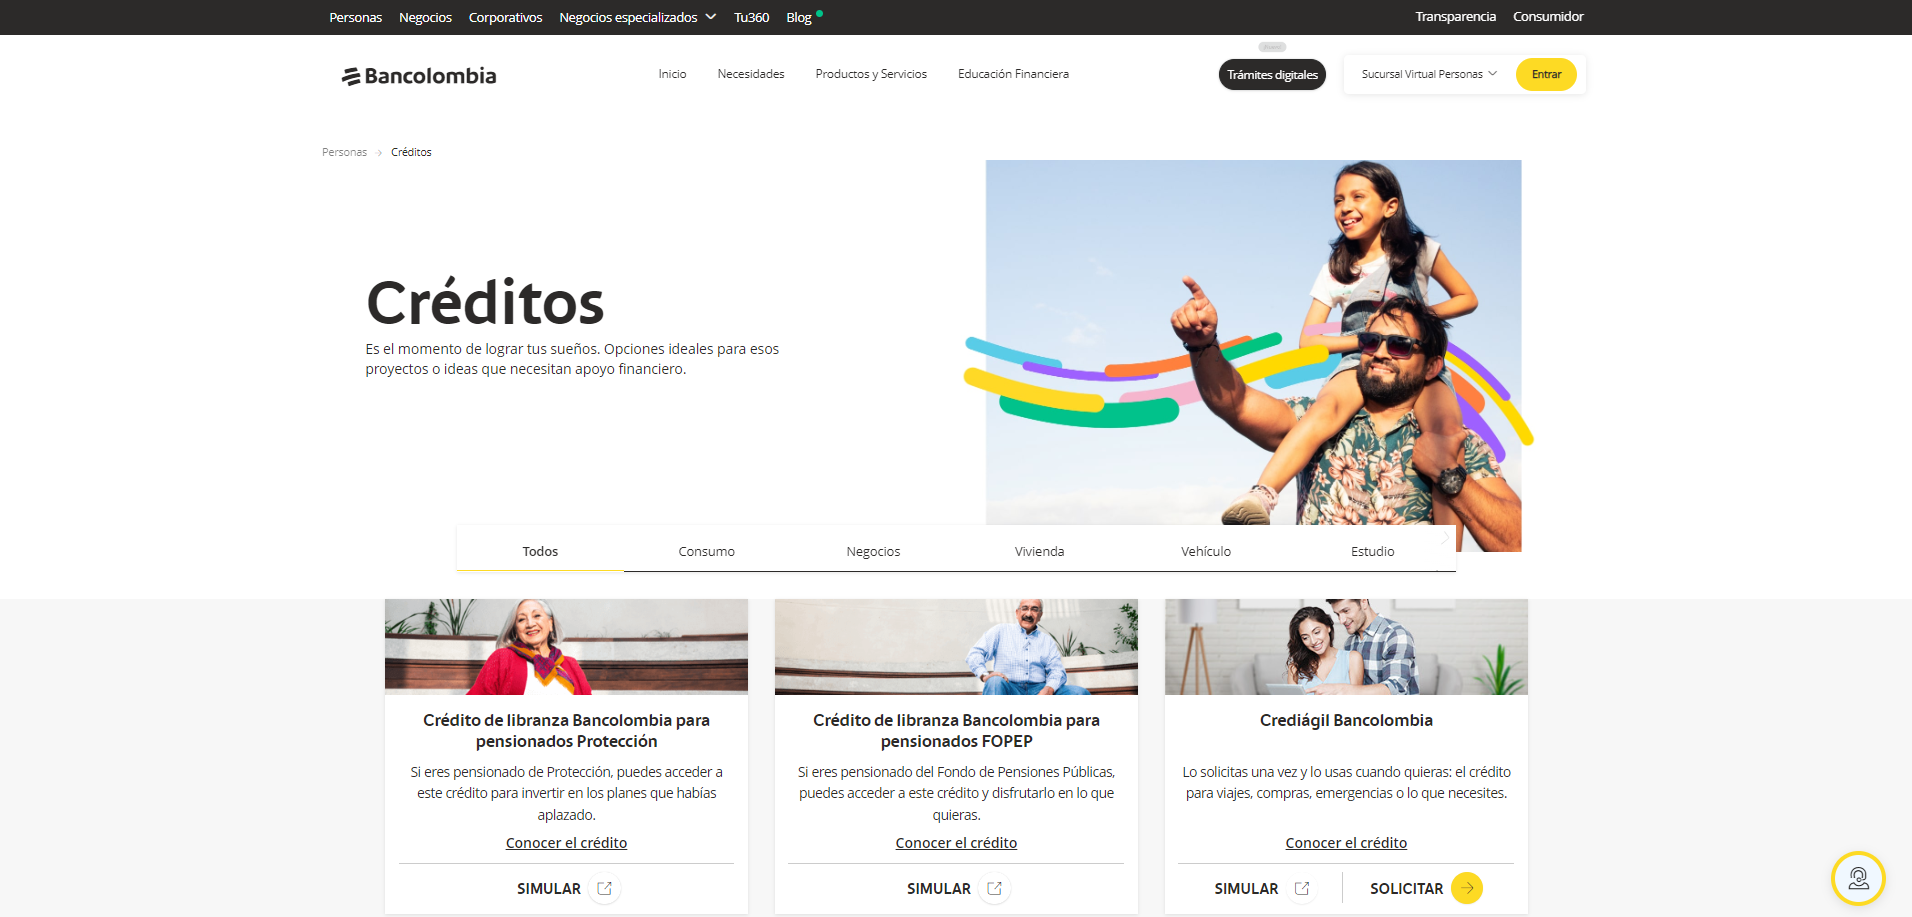 Personas Negocios Corporativos Negocios especializados Tu360 Blog Transparencia Consumidor
Bancolombia Inicio Necesidades Productos y Servicios Educación Financiera Trámites digitales Sucursal Virtual Personas Entrar
Personas Créditos
Créditos
Es el momento de lograr tus sueños. Opciones ideales para esos
proyectos o ideas que necesitan apoyo financiero.
Todos Consumo Negocios Vivienda Vehículo Estudio
Crédito de libranza Bancolombia para
pensionados Protección
Si eres pensionado de Protección, puedes acceder a
este crédito para invertir en los planes que habías
aplazado.
Conocer el crédito
SIMULAR
Crédito de libranza Bancolombia para
pensionados FOPEP
Si eres pensionado del Fondo de Pensiones Públicas,
puedes acceder a este crédito y disfrutarlo en lo que
quieras.
Conocer el crédito
SIMULAR
Crediágil Bancolombia
Lo solicitas una vez y lo usas cuando quieras: el crédito
para viajes, compras, emergencias o lo que necesites.
Conocer el crédito
SIMULAR SOLICITAR